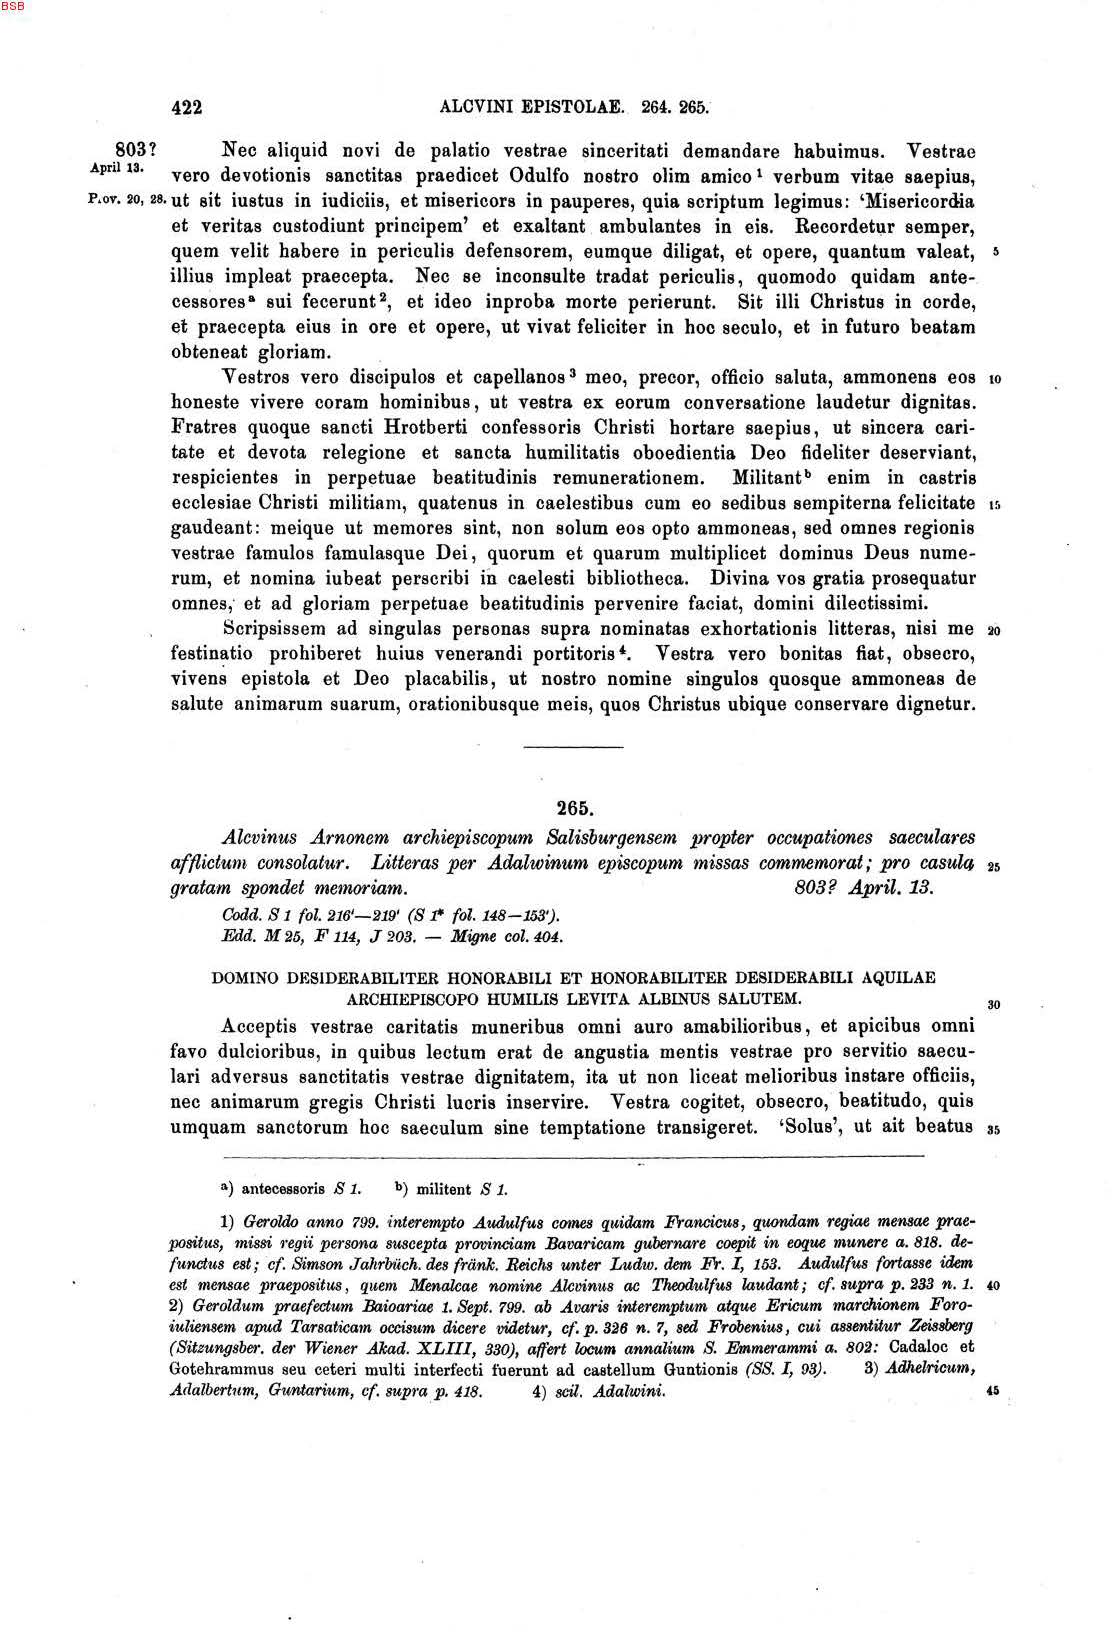 BSB
422 ALCVINI EPISTOLAE. 264. 265.
803? Nec aliquid novi de palatio vestrae sinceritati demandare habuimus. Vestrae
April 13. vero devotionis sanctitas praedicet Odulfo nostro olim amico¹ verbum vitae saepius,
Prov. 20, 28. ut sit iustus in iudiciis, et misericors in pauperes, quia scriptum legimus: ‘Misericordia
et veritas custodiunt principem’ et exaltant ambulantes in eis. Recordetur semper,
quem velit habere in periculis defensorem, eumque diligat, et opere, quantum valeat, 5
illius impleat praecepta. Nec se inconsulte tradat periculis, quomodo quidam ante-
cessoresᵃ sui fecerunt², et ideo inproba morte perierunt. Sit illi Christus in corde,
et praecepta eius in ore et opere, ut vivat feliciter in hoc seculo, et in futuro beatam
obteneat gloriam.
Vestros vero discipulos et capellanos³ meo, precor, officio saluta, ammonens eos 10
honeste vivere coram hominibus, ut vestra ex eorum conversatione laudetur dignitas.
Fratres quoque sancti Hrotberti confessoris Christi hortare saepius, ut sincera cari-
tate et devota relegione et sancta humilitatis oboedientia Deo fideliter deserviant,
respicientes in perpetuae beatitudinis remunerationem. Militantᵇ enim in castris
ecclesiae Christi militiam, quatenus in caelestibus cum eo sedibus sempiterna felicitate 15
gaudeant: meique ut memores sint, non solum eos opto ammoneas, sed omnes regionis
vestrae famulos famulasque Dei, quorum et quarum multiplicet dominus Deus nume-
rum, et nomina iubeat perscribi in caelesti bibliotheca. Divina vos gratia prosequatur
omnes, et ad gloriam perpetuae beatitudinis pervenire faciat, domini dilectissimi.
Scripsissem ad singulas personas supra nominatas exhortationis litteras, nisi me 20
festinatio prohiberet huius venerandi portitoris⁴. Vestra vero bonitas fiat, obsecro,
vivens epistola et Deo placabilis, ut nostro nomine singulos quosque ammoneas de
salute animarum suarum, orationibusque meis, quos Christus ubique conservare dignetur.
265.
Alcvinus Arnonem archiepiscopum Salisburgensem propter occupationes saeculares
afflictum consolatur. Litteras per Adalwinum episcopum missas commemorat; pro casula 25
gratam spondet memoriam. 803? April. 13.
Codd. S 1 fol. 216'—219' (S 1* fol. 148—153').
Edd. M 25, F 114, J 203. — Migne col. 404.
DOMINO DESIDERABILITER HONORABILI ET HONORABILITER DESIDERABILI AQUILAE
ARCHIEPISCOPO HUMILIS LEVITA ALBINUS SALUTEM. 30
Acceptis vestrae caritatis muneribus omni auro amabilioribus, et apicibus omni
favo dulcioribus, in quibus lectum erat de angustia mentis vestrae pro servitio saecu-
lari adversus sanctitatis vestrae dignitatem, ita ut non liceat melioribus instare officiis,
nec animarum gregis Christi lucris inservire. Vestra cogitet, obsecro, beatitudo, quis
umquam sanctorum hoc saeculum sine temptatione transigeret. ‘Solus’, ut ait beatus 35
a) antecessoris S 1. b) militent S 1.
1) Geroldo anno 799. interempto Audulfus comes quidam Francicus, quondam regiae mensae prae-
positus, missi regii persona suscepta provinciam Bavaricam gubernare coepit in eoque munere a. 818. de-
functus est; cf. Simson Jahrbüch. des fränk. Reichs unter Ludw. dem Fr. I, 153. Audulfus fortasse idem
est mensae praepositus, quem Menalcae nomine Alcvinus ac Theodulfus laudant; cf. supra p. 233 n. 1. 40
2) Geroldum praefectum Baioariae 1. Sept. 799. ab Avaris interemptum atque Ericum marchionem Foro-
iuliensem apud Tarsaticam occisum dicere videtur, cf. p. 326 n. 7, sed Frobenius, cui assentitur Zeissberg
(Sitzungsber. der Wiener Akad. XLIII, 330), affert locum annalium S. Emmerammi a. 802: Cadaloc et
Gotehrammus seu ceteri multi interfecti fuerunt ad castellum Guntionis (SS. I, 93). 3) Adhelricum,
Adalbertum, Guntarium, cf. supra p. 418. 4) scil. Adalwini. 45